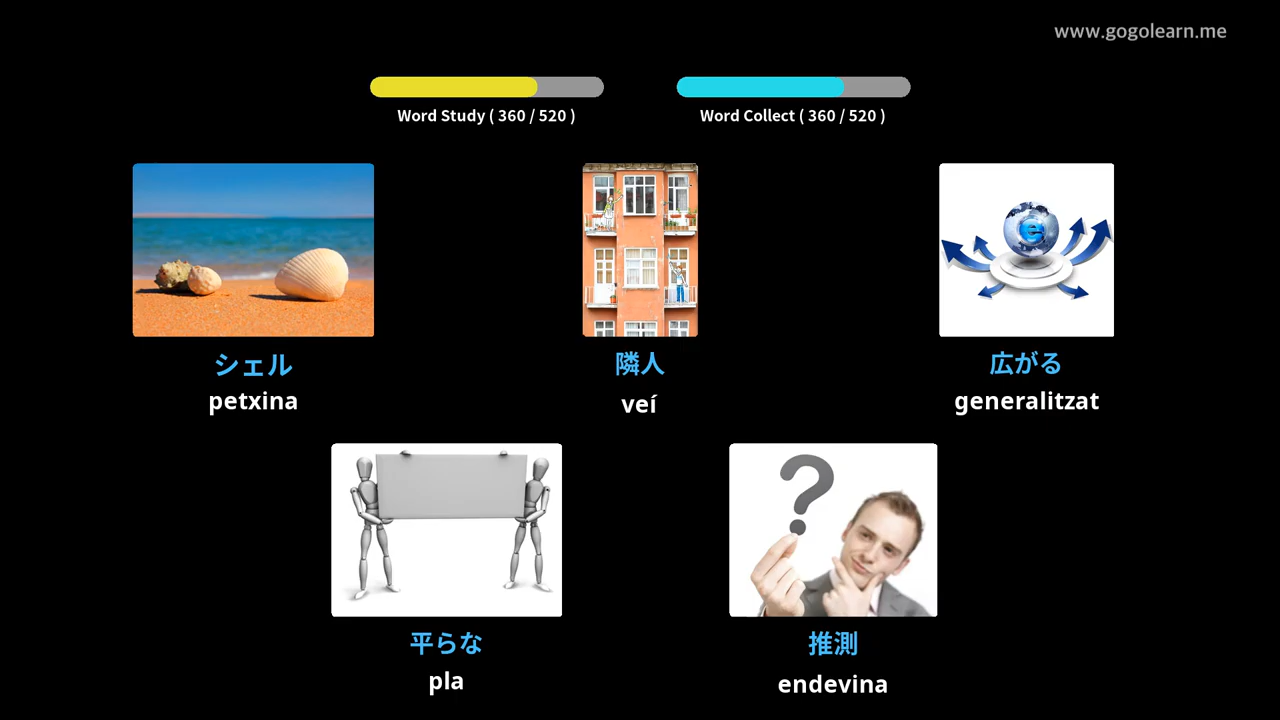 www.gogolearn.me
Word Study ( 360 / 520 )
Word Collect ( 360 / 520 )
シェル
petxina
隣人
veí
広がる
generalitzat
平らな
pla
推測
endevina